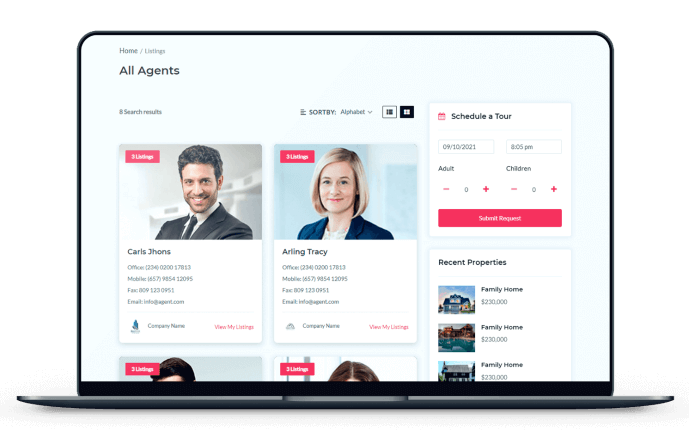 Home / Listings
All Agents
8 Search results
SORTBY: Alphabet
3 Listings
Carls Jhons
Office: (234) 0200 17813
Mobile: (657) 9854 12095
Fax: 809 123 0951
Email: info@agent.com
Company Name
View My Listings
3 Listings
Arling Tracy
Office: (234) 0200 17813
Mobile: (657) 9854 12095
Fax: 809 123 0951
Email: info@agent.com
Company Name
View My Listings
3 Listings
3 Listings
Schedule a Tour
09/10/2021
8:05 pm
Adult
Children
0
0
Submit Request
Recent Properties
Family Home
$230,000
Family Home
$230,000
Family Home
$230,000